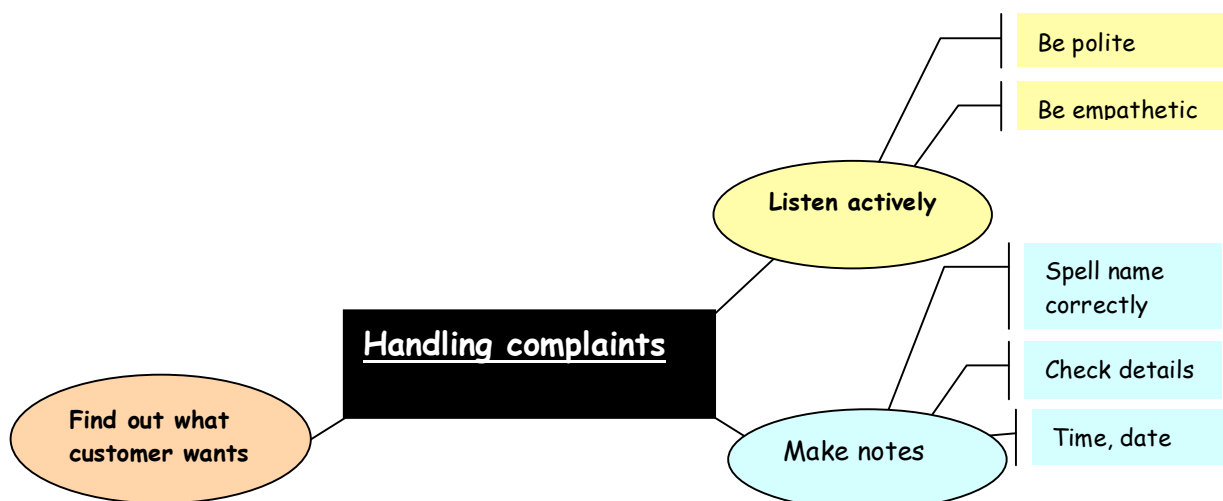 Be polite
Be empathetic
Listen actively
Spell name
correctly
Handling complaints
Check details
Find out what
customer wants
Time, date
Make notes